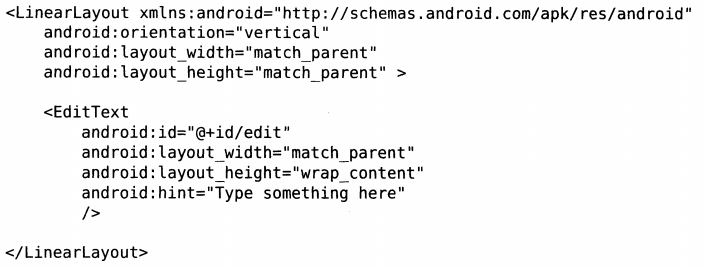 <LinearLayout xmlns:android="http://schemas.android.com/apk/res/android"
    android:orientation="vertical"
    android:layout_width="match_parent"
    android:layout_height="match_parent" >

    <EditText
        android:id="@+id/edit"
        android:layout_width="match_parent"
        android:layout_height="wrap_content"
        android:hint="Type something here"
        />

</LinearLayout>